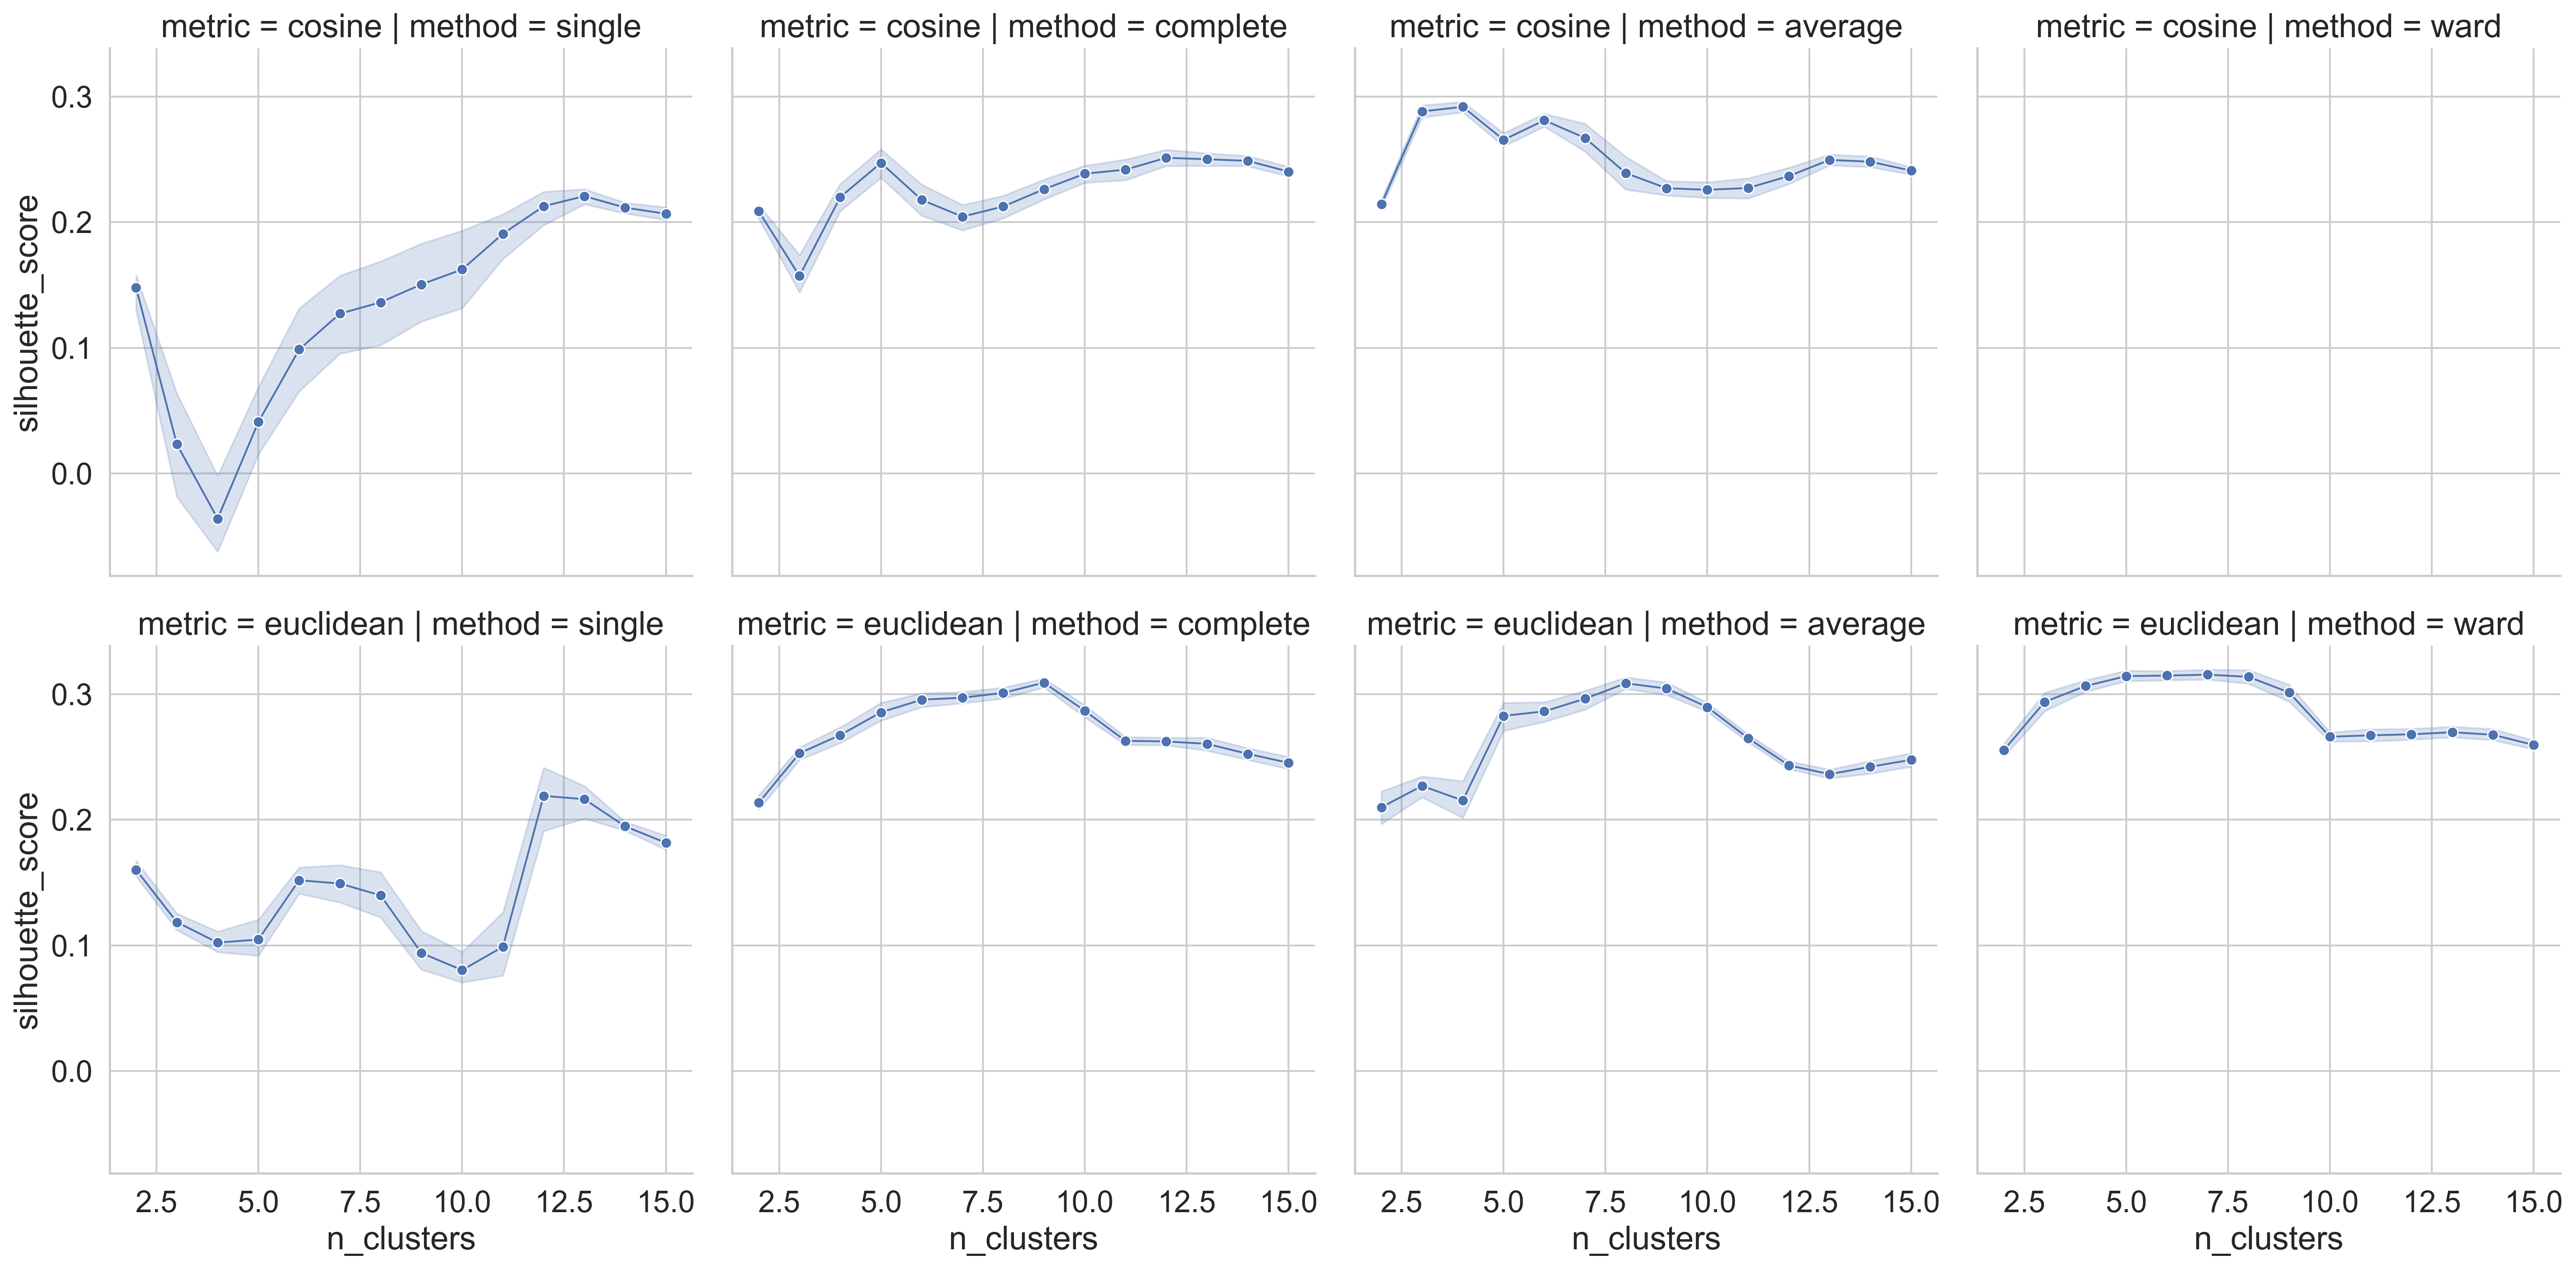 metric = cosine | method = single
metric = cosine | method = complete
metric = cosine | method = average
metric = cosine | method = ward
0.3
0.2
0.1
0.0
silhouette_score
metric = euclidean | method = single
metric = euclidean | method = complete
metric = euclidean | method = average
metric = euclidean | method = ward
0.3
0.2
0.1
0.0
silhouette_score
2.5 5.0 7.5 10.0 12.5 15.0
2.5 5.0 7.5 10.0 12.5 15.0
2.5 5.0 7.5 10.0 12.5 15.0
2.5 5.0 7.5 10.0 12.5 15.0
n_clusters
n_clusters
n_clusters
n_clusters